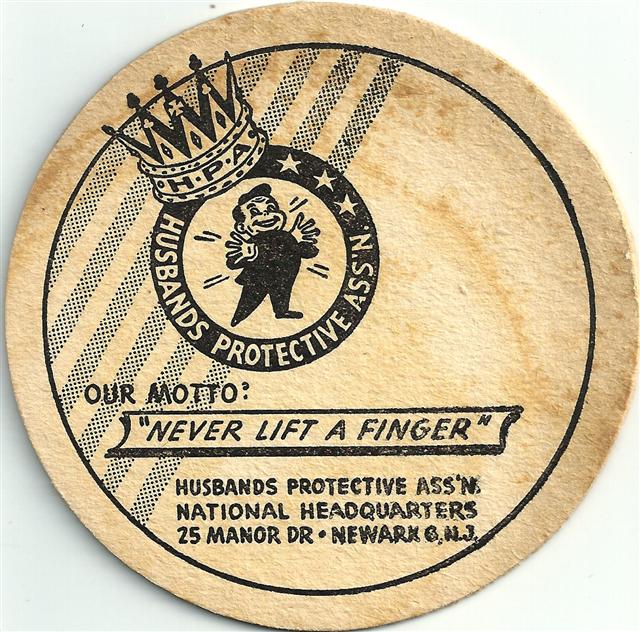 H·P·A
HUSBANDS PROTECTIVE ASS'N.
OUR MOTTO:
"NEVER LIFT A FINGER"
HUSBANDS PROTECTIVE ASS'N.
NATIONAL HEADQUARTERS
25 MANOR DR • NEWARK 6, N.J.